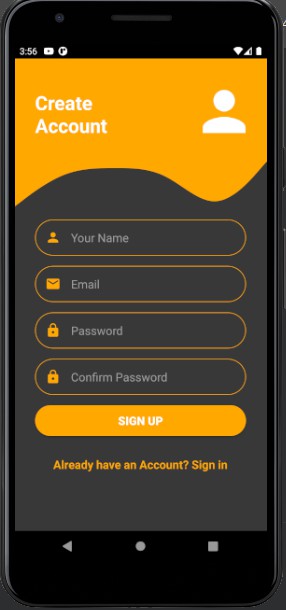 3:56
Create
Account
Your Name
Email
Password
Confirm Password
SIGN UP
Already have an Account? Sign in